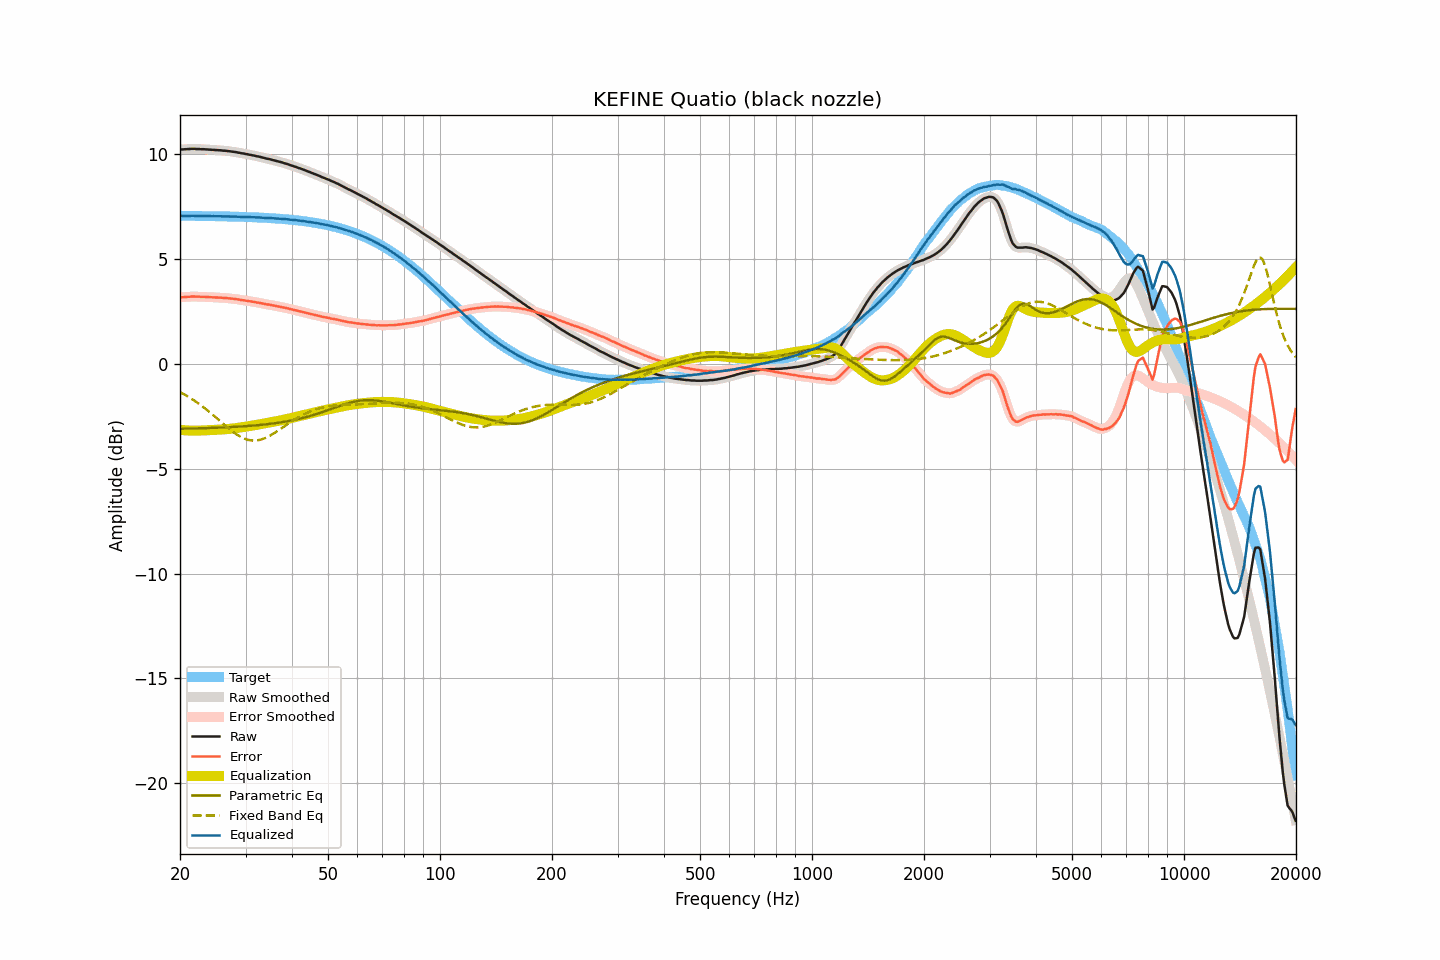 KEFINE Quatio (black nozzle)
10
5
0
−5
−10
−15
−20
Amplitude (dBr)
Target
Raw Smoothed
Error Smoothed
Raw
Error
Equalization
Parametric Eq
Fixed Band Eq
Equalized
20 50 100 200 500 1000 2000 5000 10000 20000
Frequency (Hz)